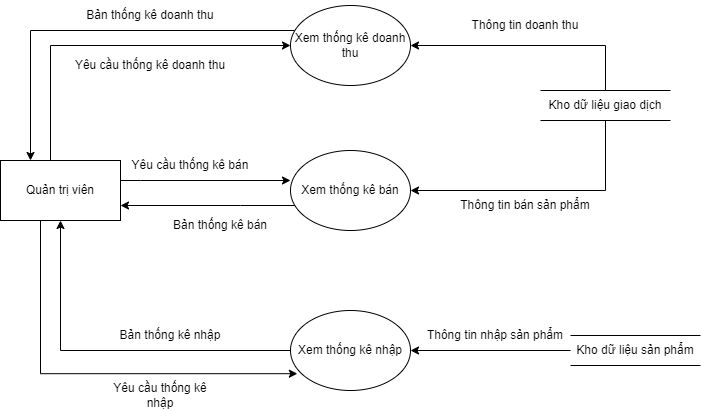 Bản thống kê doanh thu
Thông tin doanh thu
Xem thống kê doanh
thu
Yêu cầu thống kê doanh thu
Kho dữ liệu giao dịch
Yêu cầu thống kê bán
Quản trị viên
Xem thống kê bán
Thông tin bán sản phẩm
Bản thống kê bán
Bản thống kê nhập
Thông tin nhập sản phẩm
Xem thống kê nhập
Kho dữ liệu sản phẩm
Yêu cầu thống kê
nhập